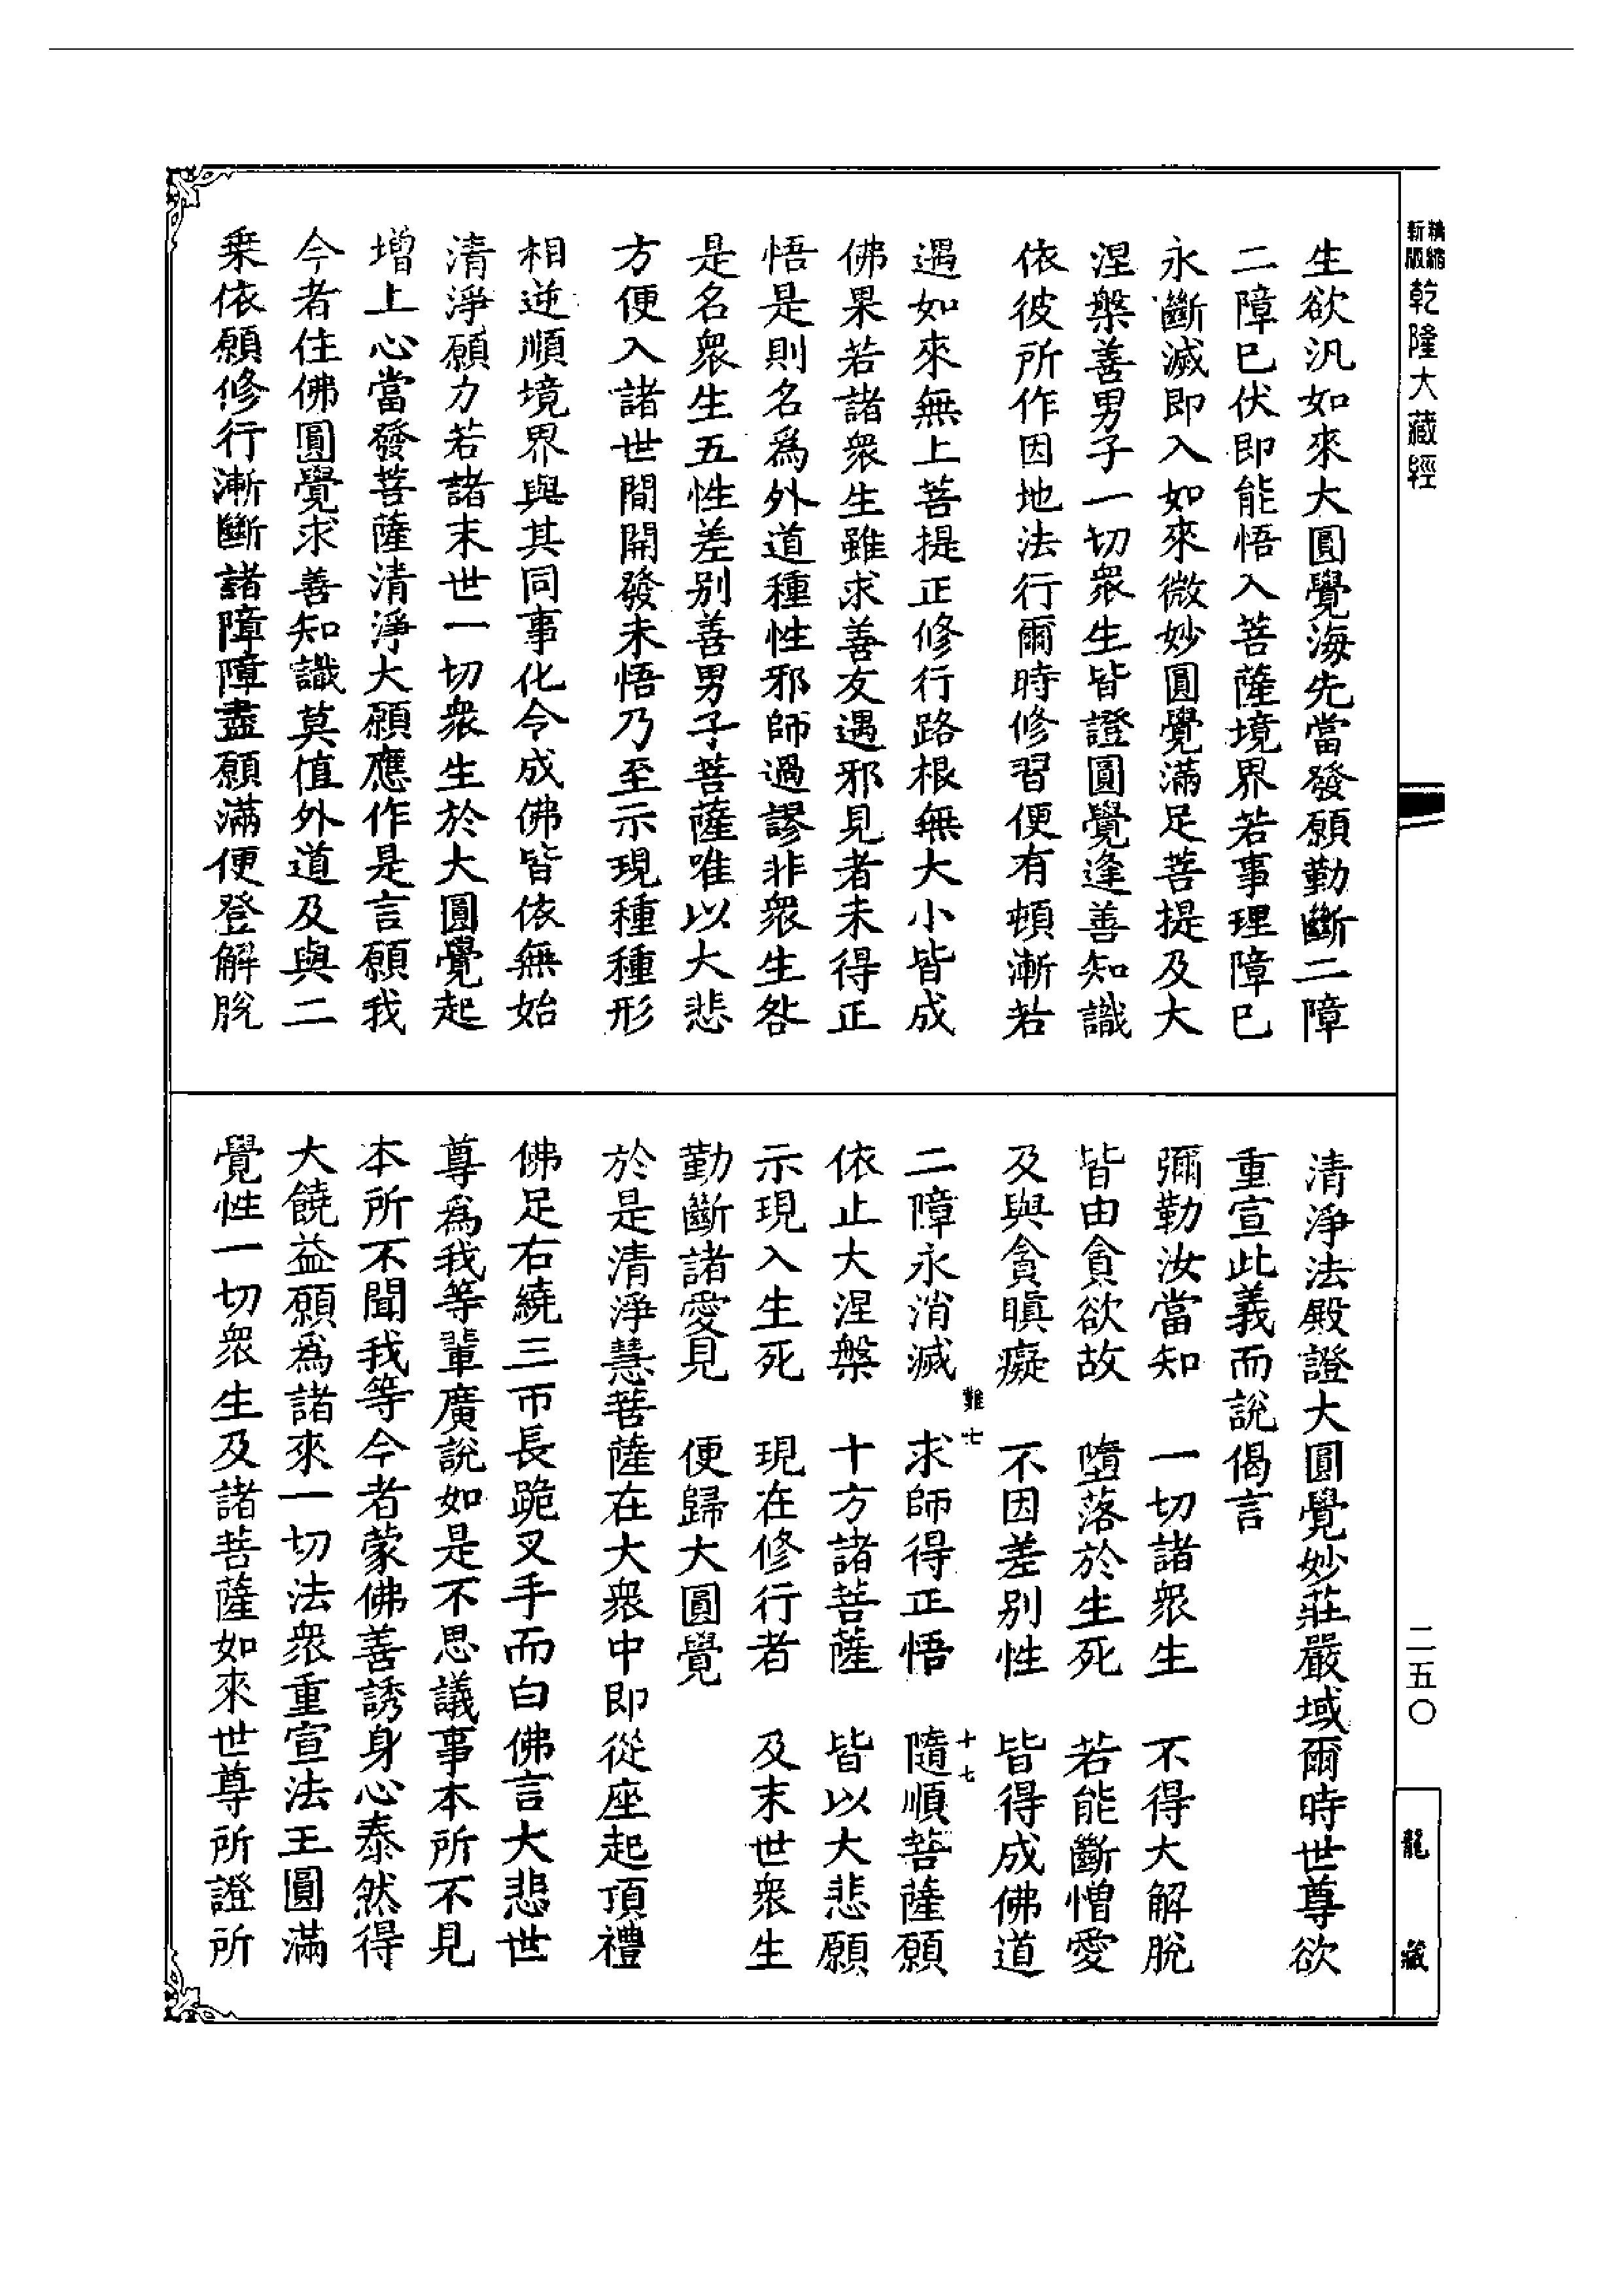 精縮新版乾隆大藏經
生欲汎如來大圓覺海先當發願勤斷二障
二障已伏即能悟入菩薩境界若事理障已
永斷滅即入如來微妙圓覺滿足菩提及大
涅槃善男子一切衆生皆證圓覺逢善知識
依彼所作因地法行爾時修習便有頓漸若
遇如來無上菩提正修行路根無大小皆成
佛果若諸衆生雖求善友遇邪見者未得正
悟是則名爲外道種性邪師過謬非衆生咎
是名衆生五性差別善男子菩薩唯以大悲
方便入諸世間開發未悟乃至示現種種形
相逆順境界與其同事化令成佛皆依無始
清淨願力若諸末世一切衆生於大圓覺起
增上心當發菩薩清淨大願應作是言願我
今者住佛圓覺求善知識莫值外道及與二
乗依願修行漸斷諸障障盡願滿便登解脫
清淨法殿證大圓覺妙莊嚴域爾時世尊欲
重宣此義而說偈言
彌勒汝當知　一切諸衆生　不得大解脫
皆由貪欲故　墮落於生死　若能斷憎愛
及與貪瞋癡　不因差別性　皆得成佛道
難七　十七
二障永消滅　求師得正悟　隨順菩薩願
依止大涅槃　十方諸菩薩　皆以大悲願
示現入生死　現在修行者　及末世衆生
勤斷諸愛見　便歸大圓覺
於是清淨慧菩薩在大衆中即從座起頂禮
佛足右繞三帀長跪叉手而白佛言大悲世
尊爲我等輩廣說如是不思議事本所不見
本所不聞我等今者蒙佛善誘身心泰然得
大饒益願爲諸來一切法衆重宣法王圓滿
覺性一切衆生及諸菩薩如來世尊所證所
二五〇
龍藏